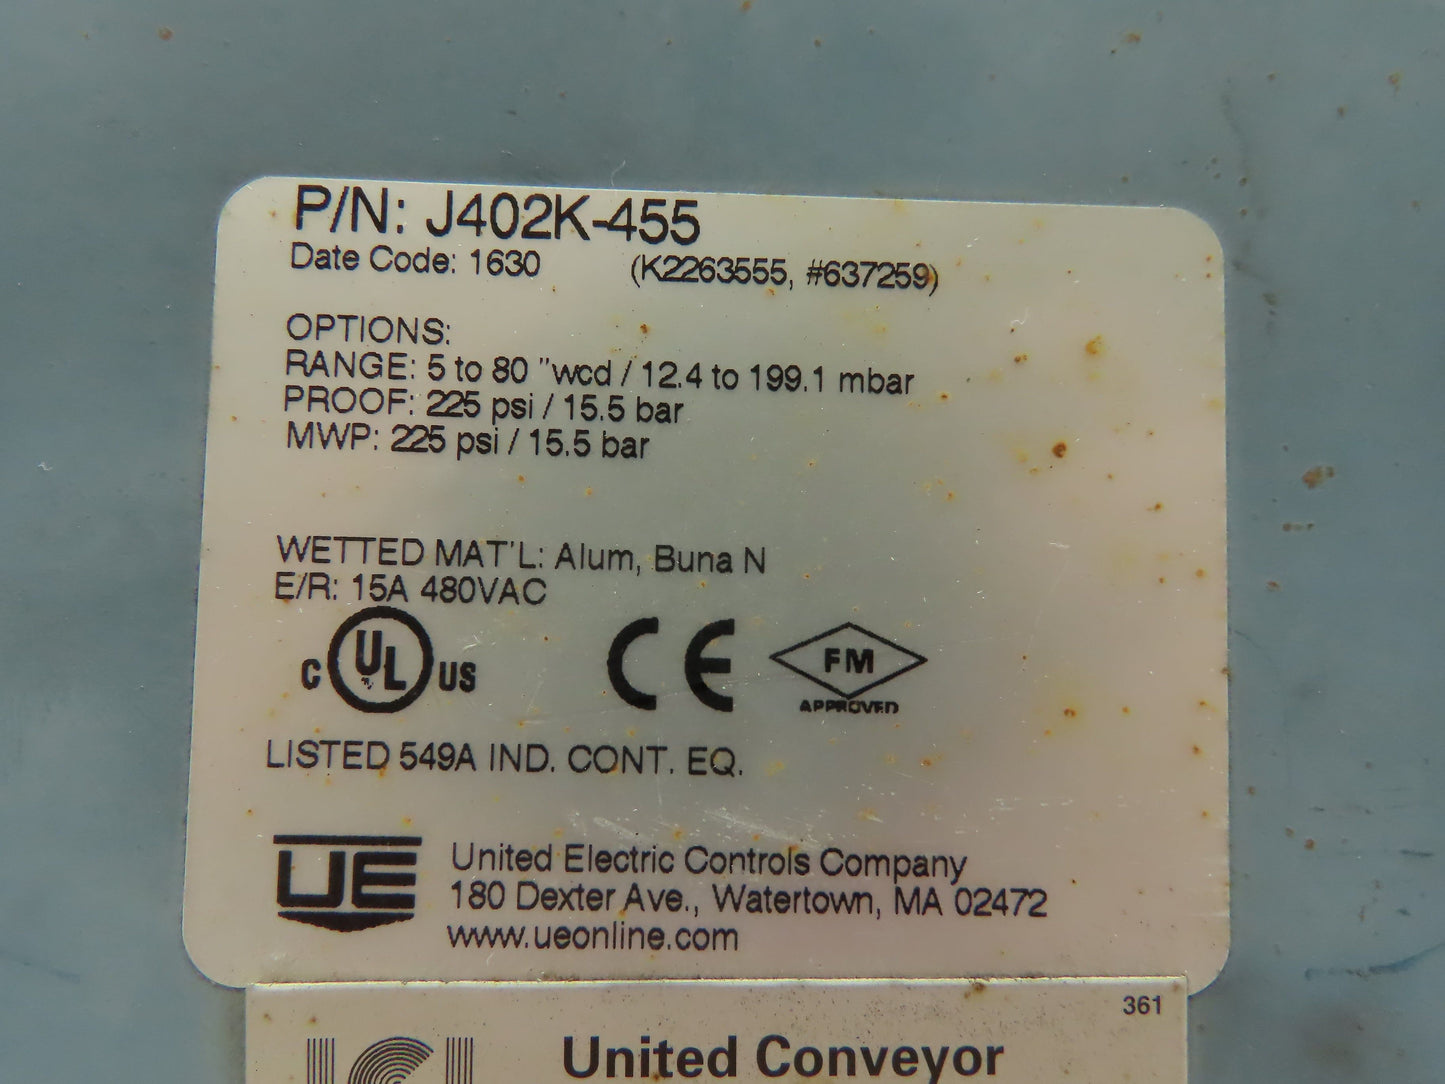 P/N: J402K-455
Date Code: 1630 (K2263555, #637259)
OPTIONS:
RANGE: 5 to 80 "wcd / 12.4 to 199.1 mbar
PROOF: 225 psi / 15.5 bar
MWP: 225 psi / 15.5 bar
WETTED MAT'L: Alum, Buna N
E/R: 15A 480VAC
C UL US CE FM
APPROVED
LISTED 549A IND. CONT. EQ.
UE United Electric Controls Company
180 Dexter Ave., Watertown, MA 02472
www.ueonline.com
361
United Conveyor